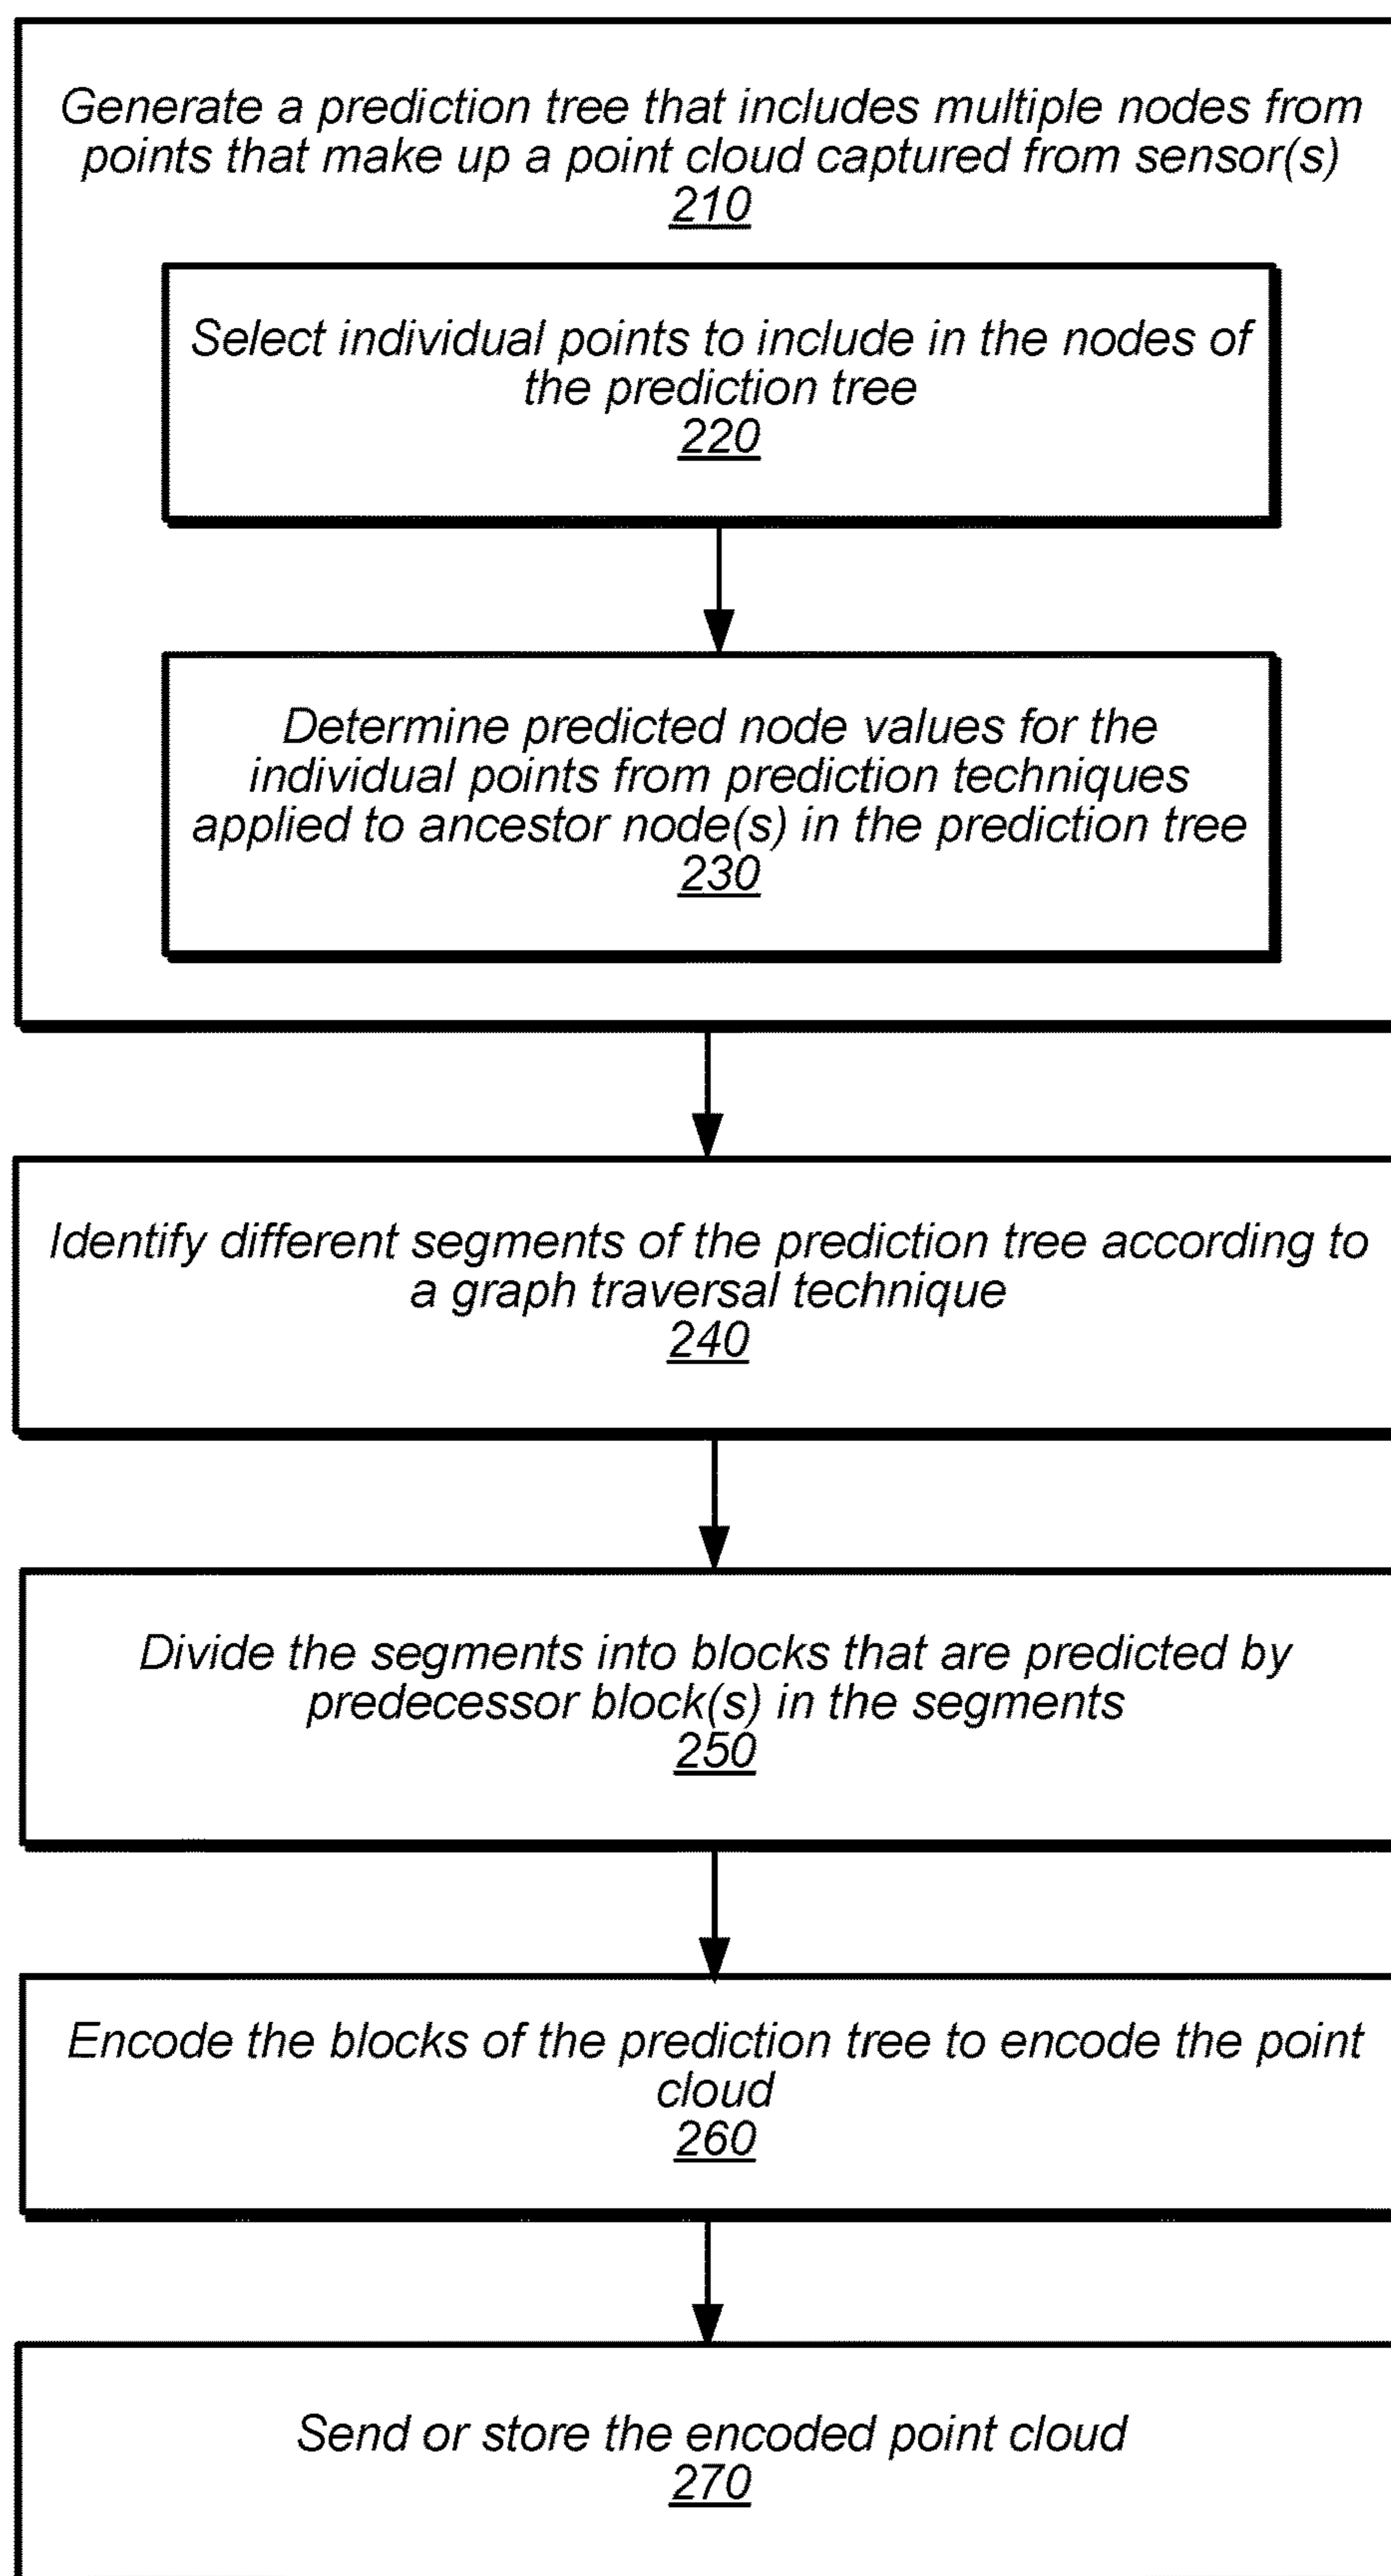 Generate a prediction tree that includes multiple nodes from
points that make up a point cloud captured from sensor(s)
210
Select individual points to include in the nodes of
the prediction tree
220
Determine predicted node values for the
individual points from prediction techniques
applied to ancestor node(s) in the prediction tree
230
Identify different segments of the prediction tree according to
a graph traversal technique
240
Divide the segments into blocks that are predicted by
predecessor block(s) in the segments
250
Encode the blocks of the prediction tree to encode the point
cloud
260
Send or store the encoded point cloud
270